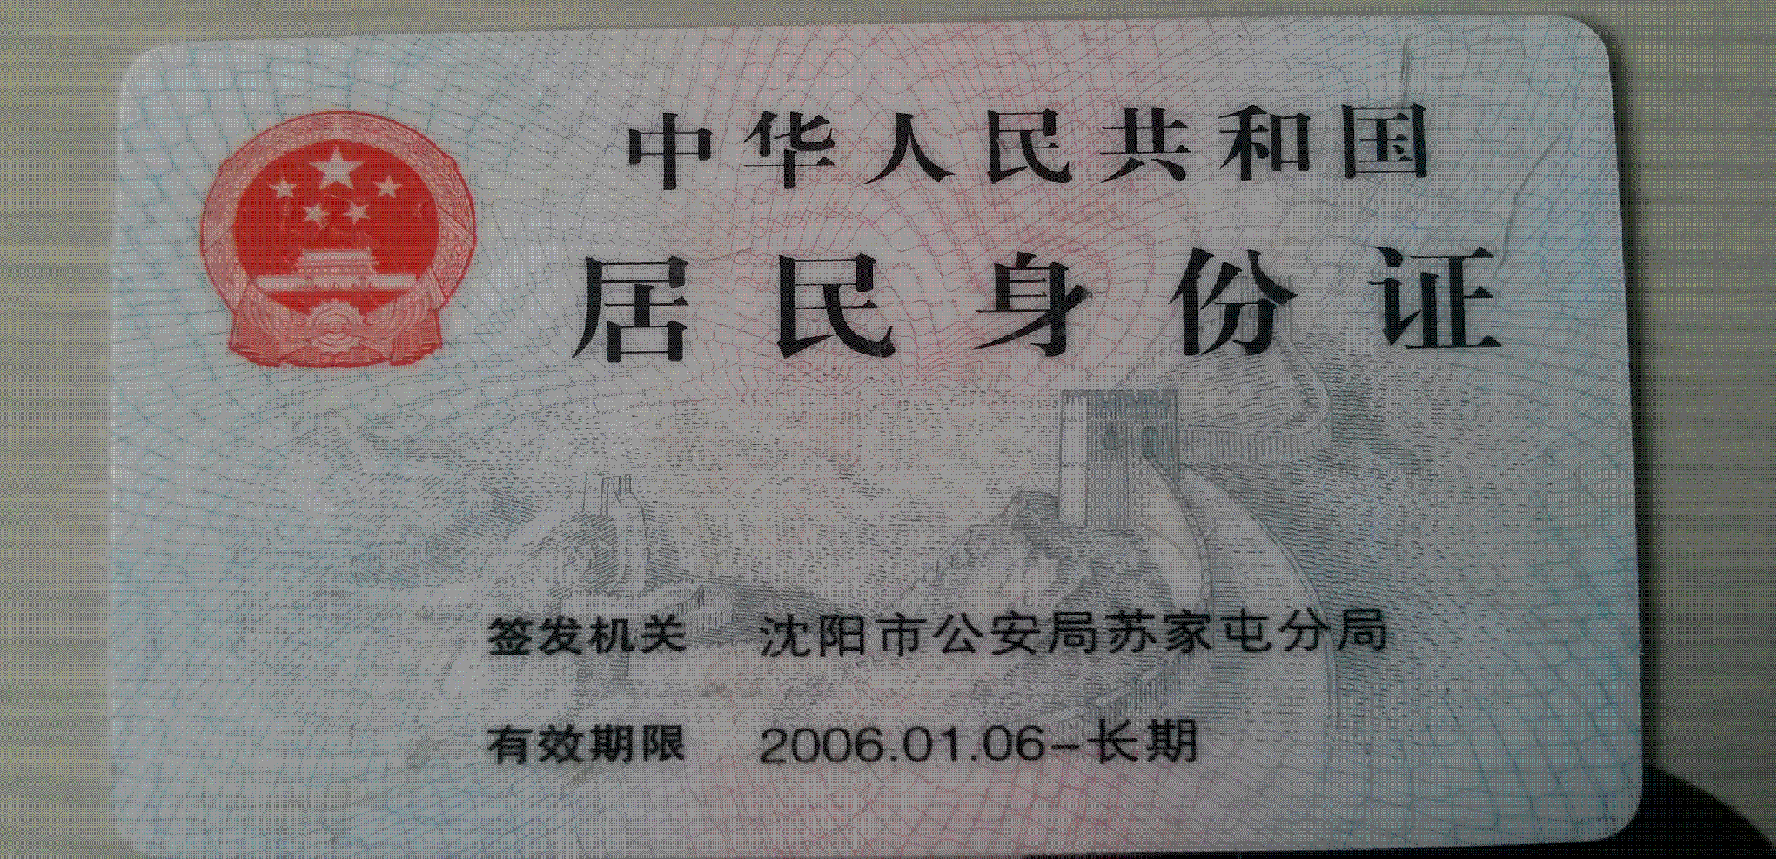 中华人民共和国
居民身份证
签发机关 沈阳市公安局苏家屯分局
有效期限 2006.01.06-长期